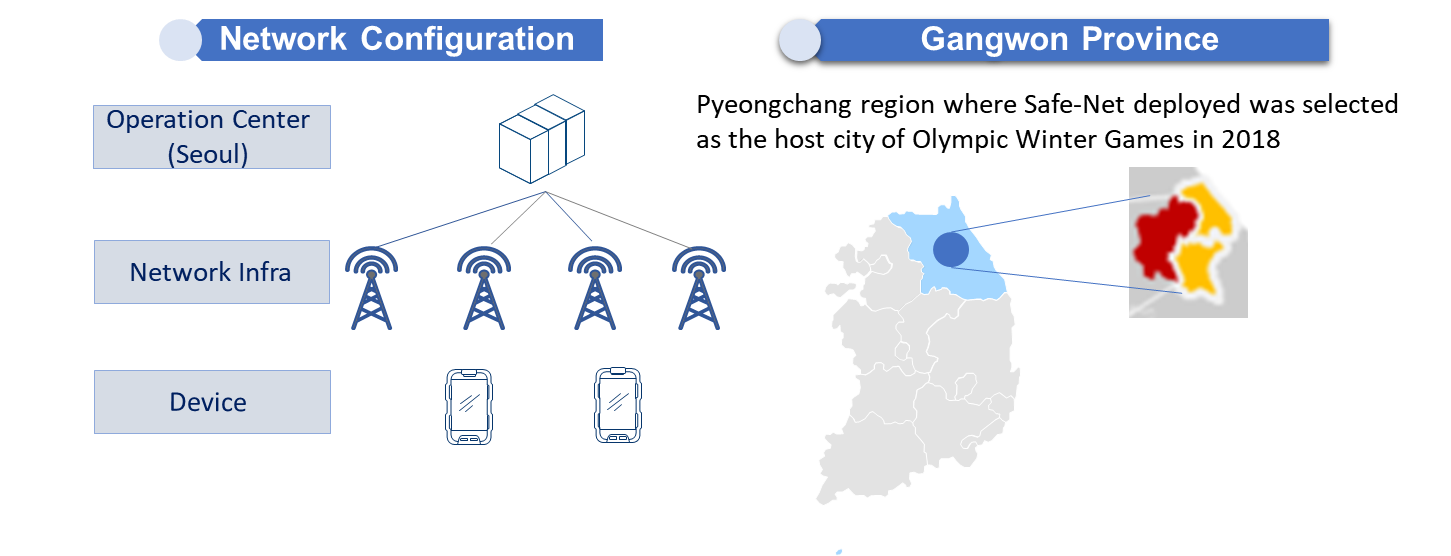 Network Configuration
Operation Center
(Seoul)
Network Infra
Device
Gangwon Province
Pyeongchang region where Safe-Net deployed was selected
as the host city of Olympic Winter Games in 2018